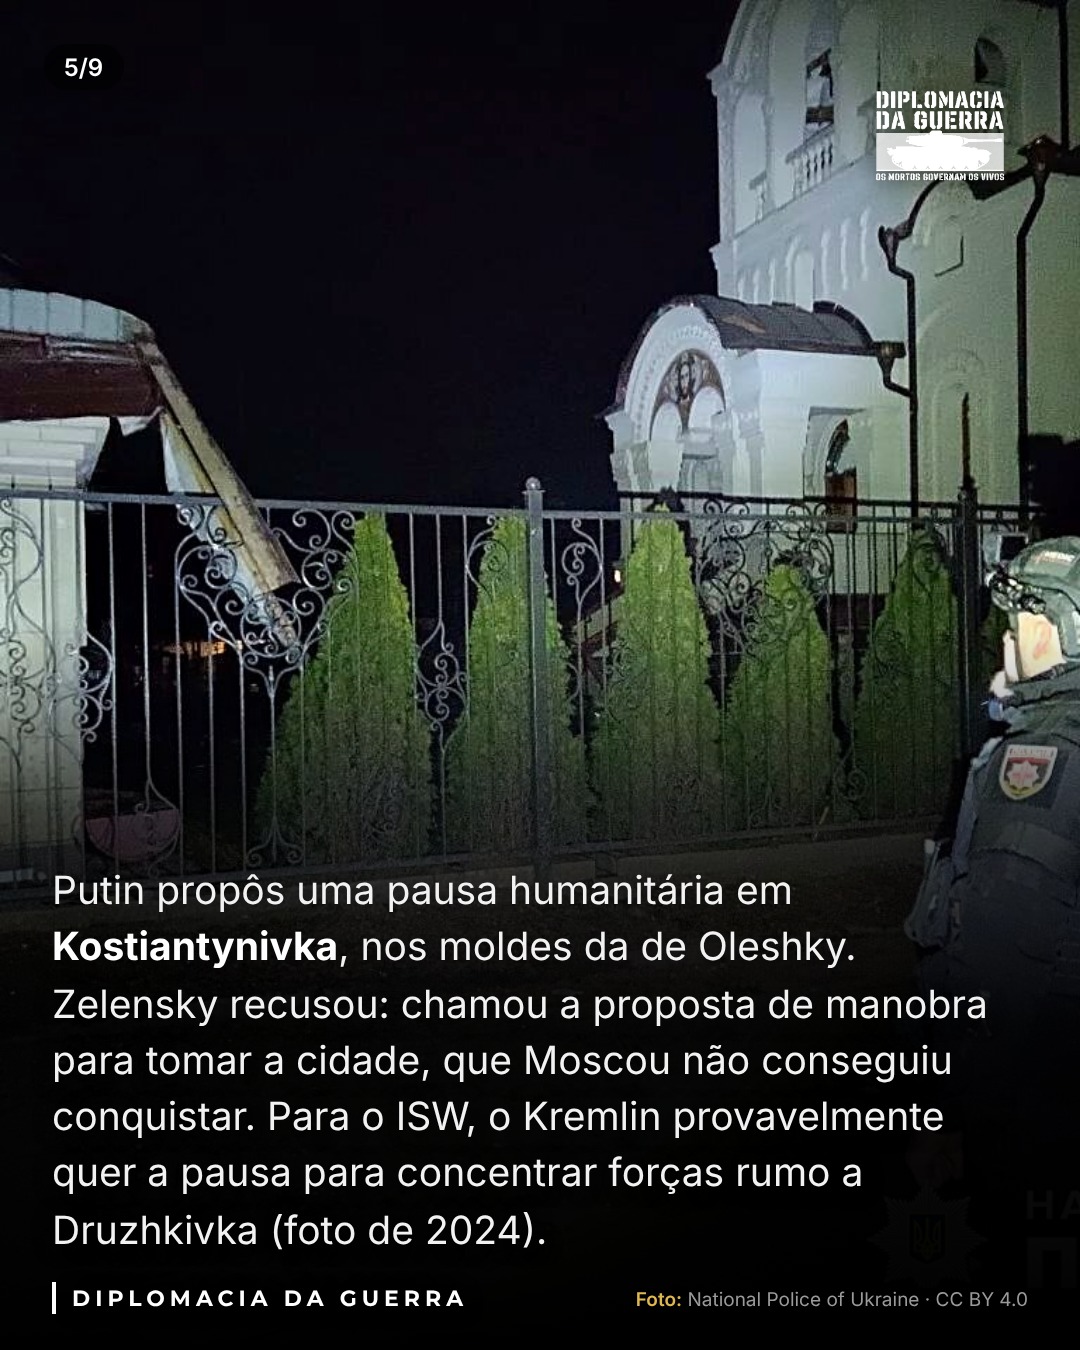 5/9
DIPLOMACIA
DA GUERRA
OS MORTOS GOVERNAM OS VIVOS
Putin propôs uma pausa humanitária em
Kostiantynivka, nos moldes da de Oleshky.
Zelensky recusou: chamou a proposta de manobra
para tomar a cidade, que Moscou não conseguiu
conquistar. Para o ISW, o Kremlin provavelmente
quer a pausa para concentrar forças rumo a
Druzhkivka (foto de 2024).
DIPLOMACIA DA GUERRA
Foto: National Police of Ukraine · CC BY 4.0